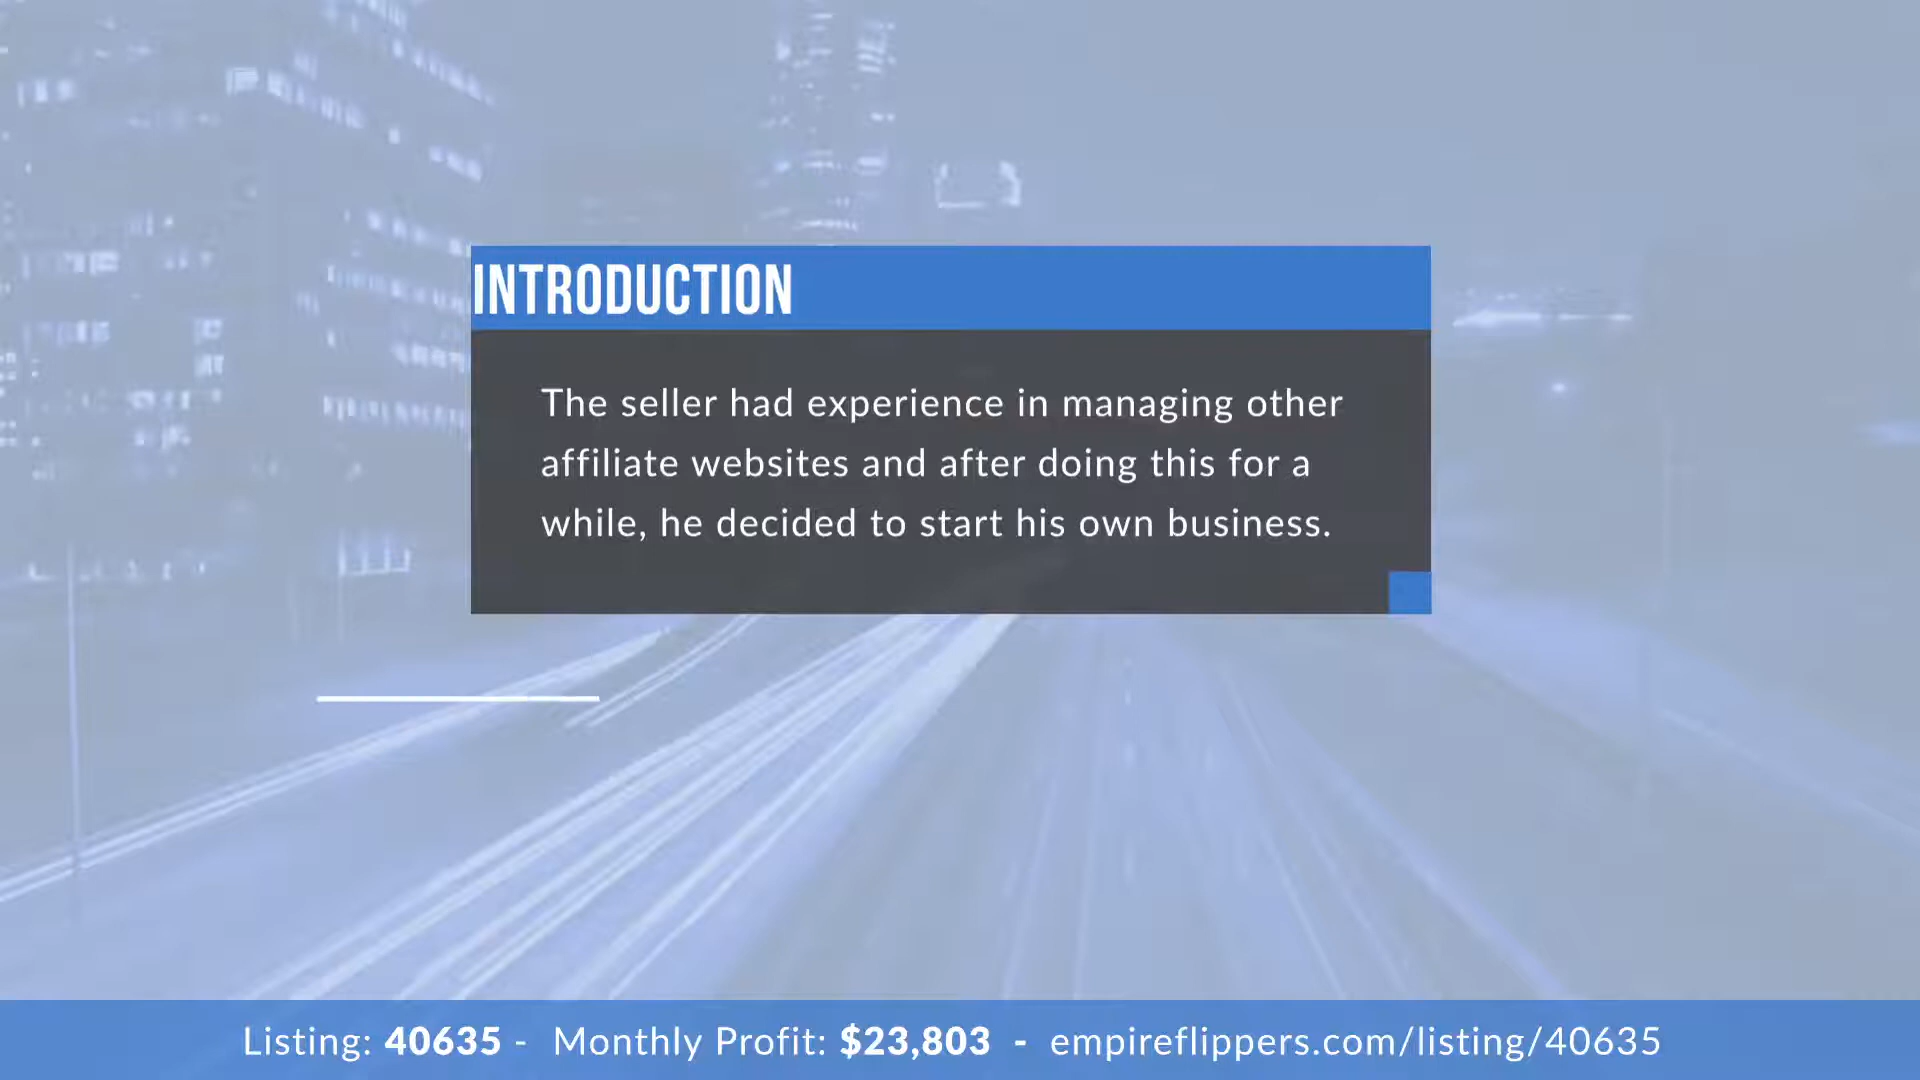 INTRODUCTION
The seller had experience in managing other
affiliate websites and after doing this for a
while, he decided to start his own business.
Listing: 40635 - Monthly Profit: $23,803 - empireflippers.com/listing/40635